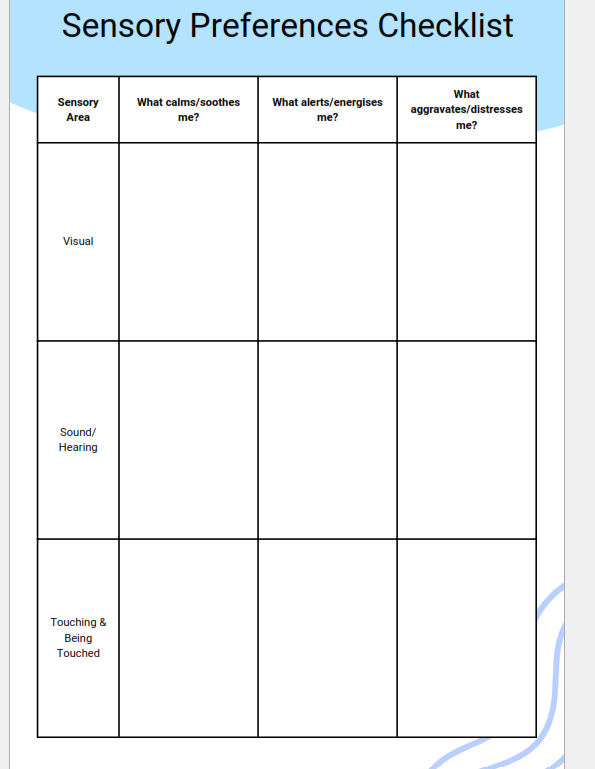 Sensory Preferences Checklist
Sensory
Area
What calms/soothes
me?
What alerts/energises
me?
What
aggravates/distresses
me?
Visual
Sound/
Hearing
Touching &
Being
Touched